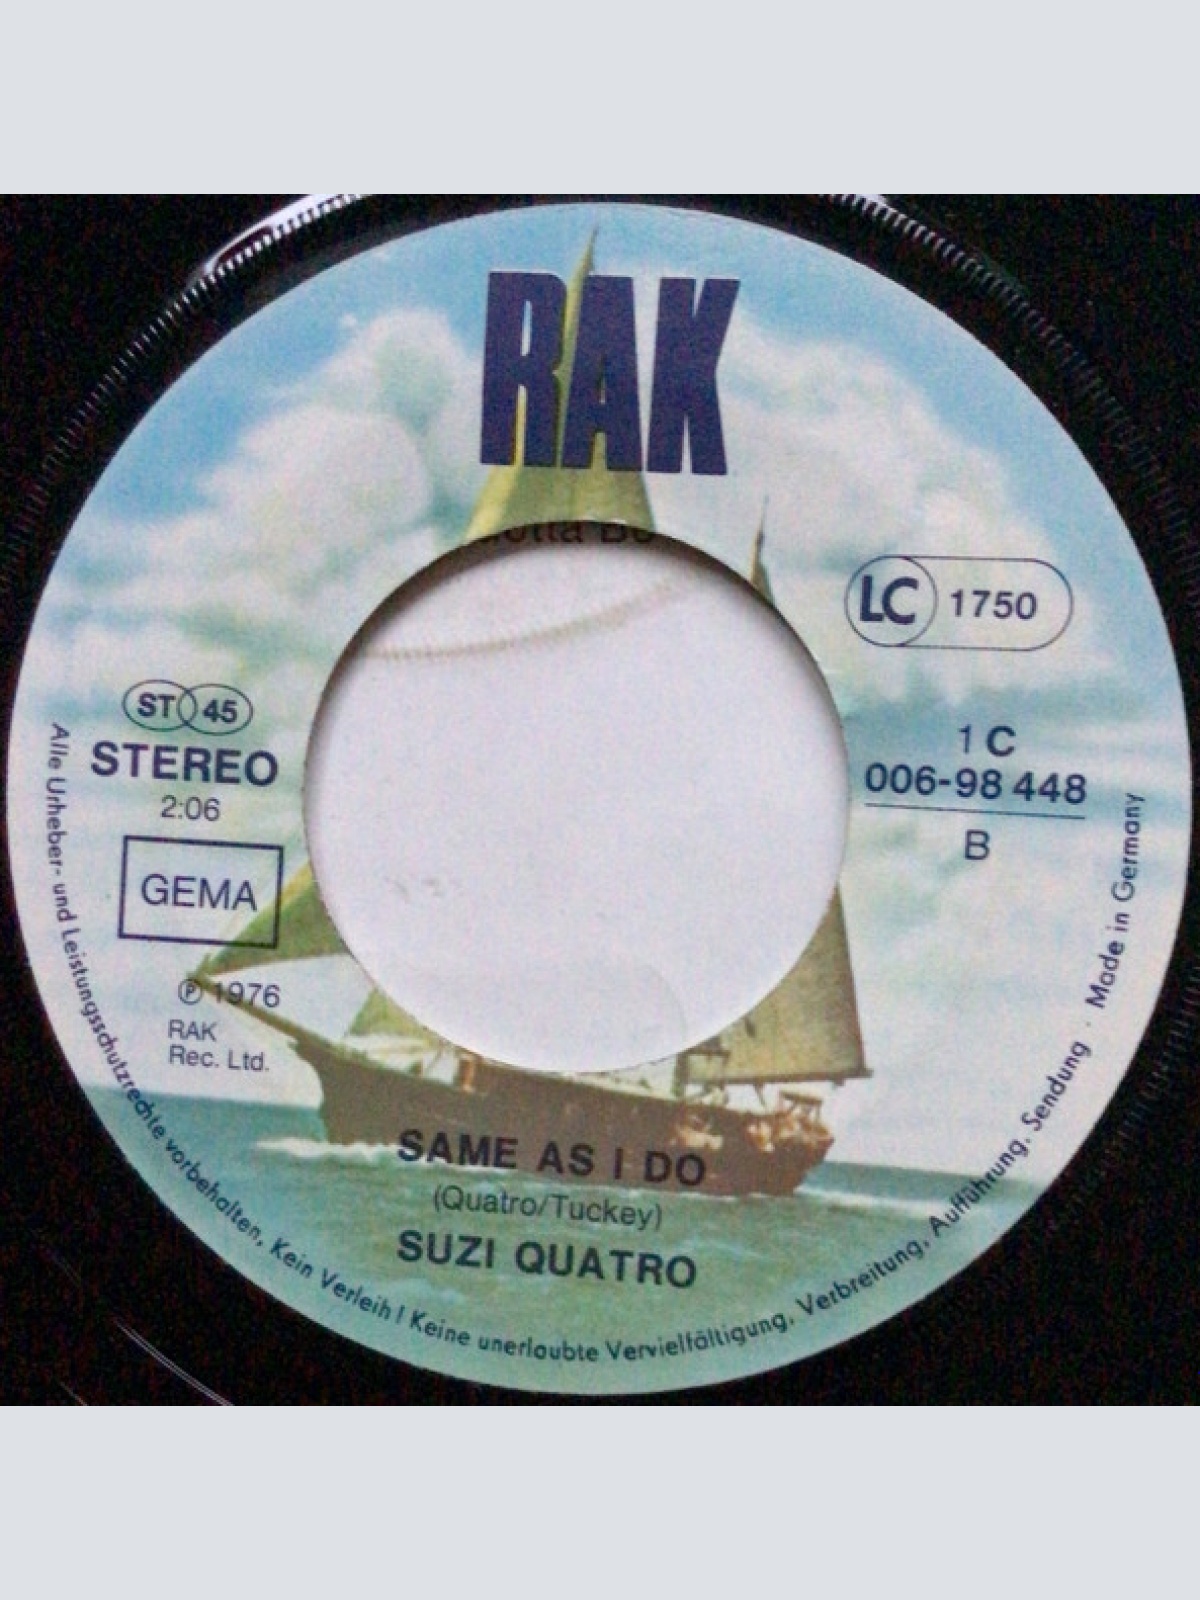 RAK
LC 1750
ST 45
STEREO
2:06
GEMA
℗ 1976
RAK
Rec. Ltd.
1 C
006-98 448
B
SAME AS I DO
(Quatro/Tuckey)
SUZI QUATRO
Alle Urheber- und Leistungsschutzrechte vorbehalten, Kein Verleih! Keine unerlaubte Vervielfältigung, Verbreitung, Aufführung, Sendung · Made in Germany